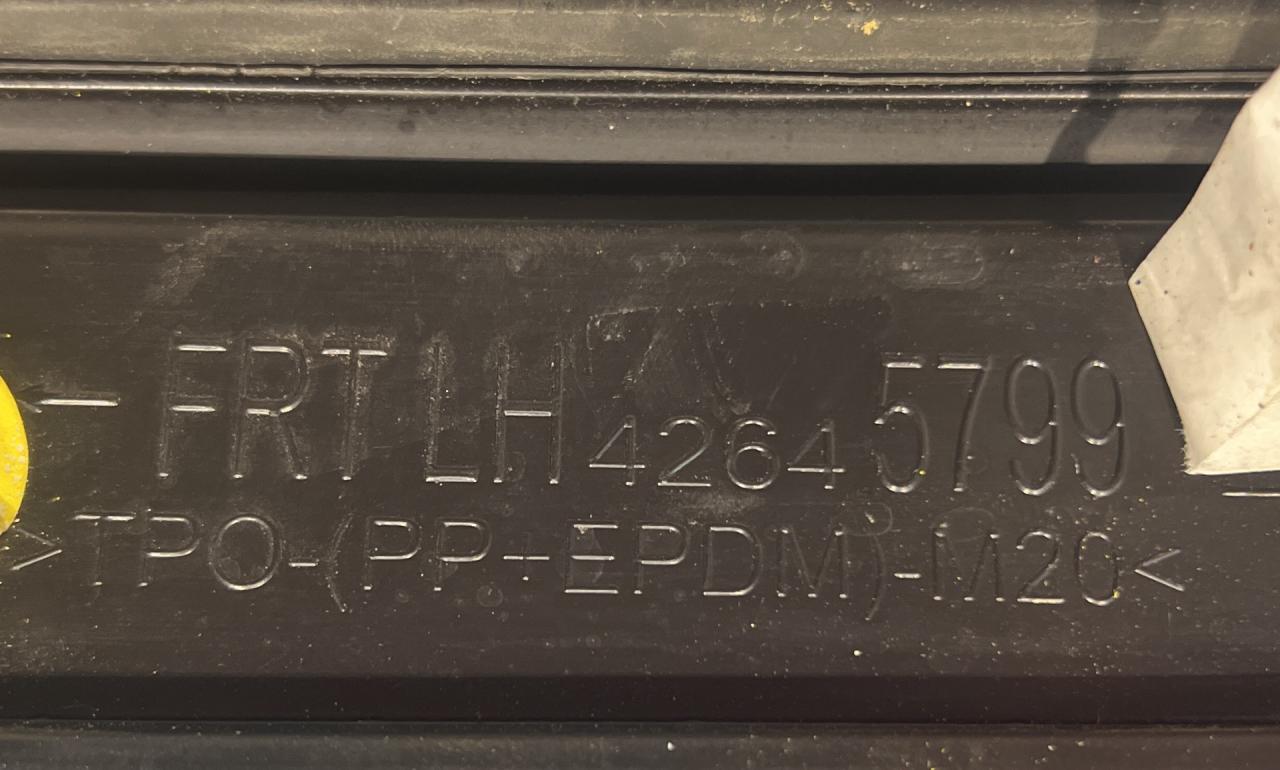 ← FRT LH 4264 5799
>TPO-(PP+EPDM)-M20<